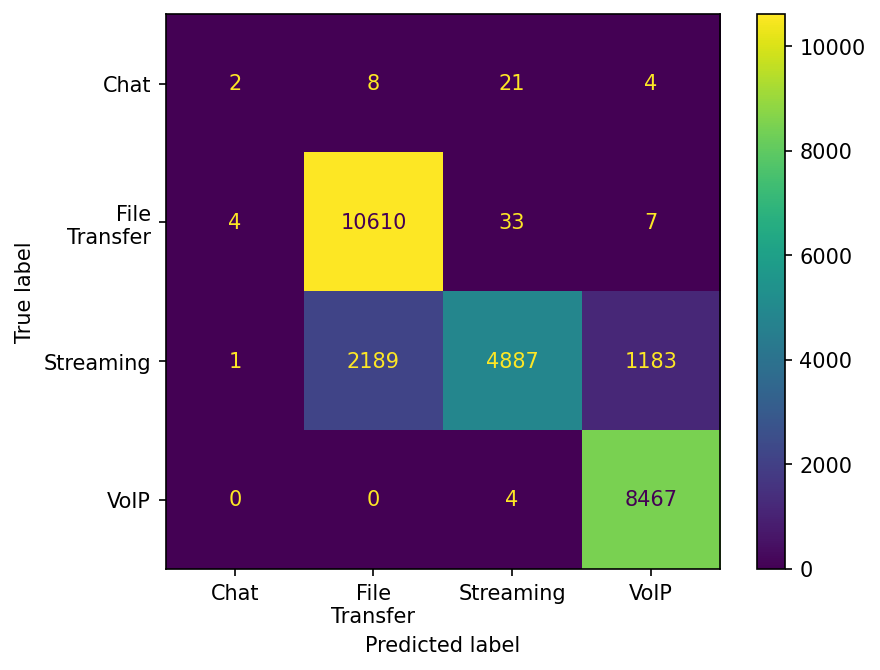 Chat 2 8 21 4
File
Transfer 4 10610 33 7
Streaming 1 2189 4887 1183
VoIP 0 0 4 8467
Chat File
Transfer Streaming VoIP
Predicted label
True label
10000
8000
6000
4000
2000
0